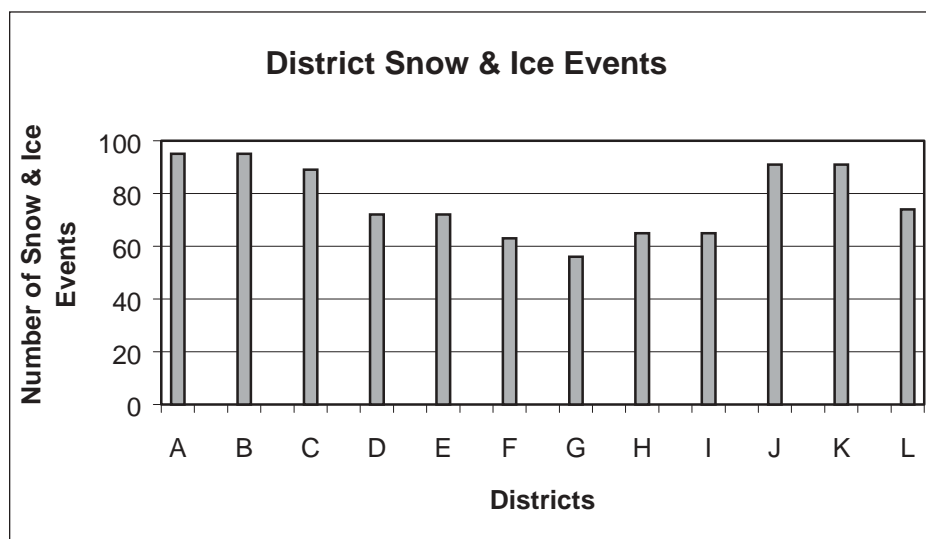 District Snow & Ice Events
Number of Snow & Ice
Events
100
80
60
40
20
0
A B C D E F G H I J K L
Districts